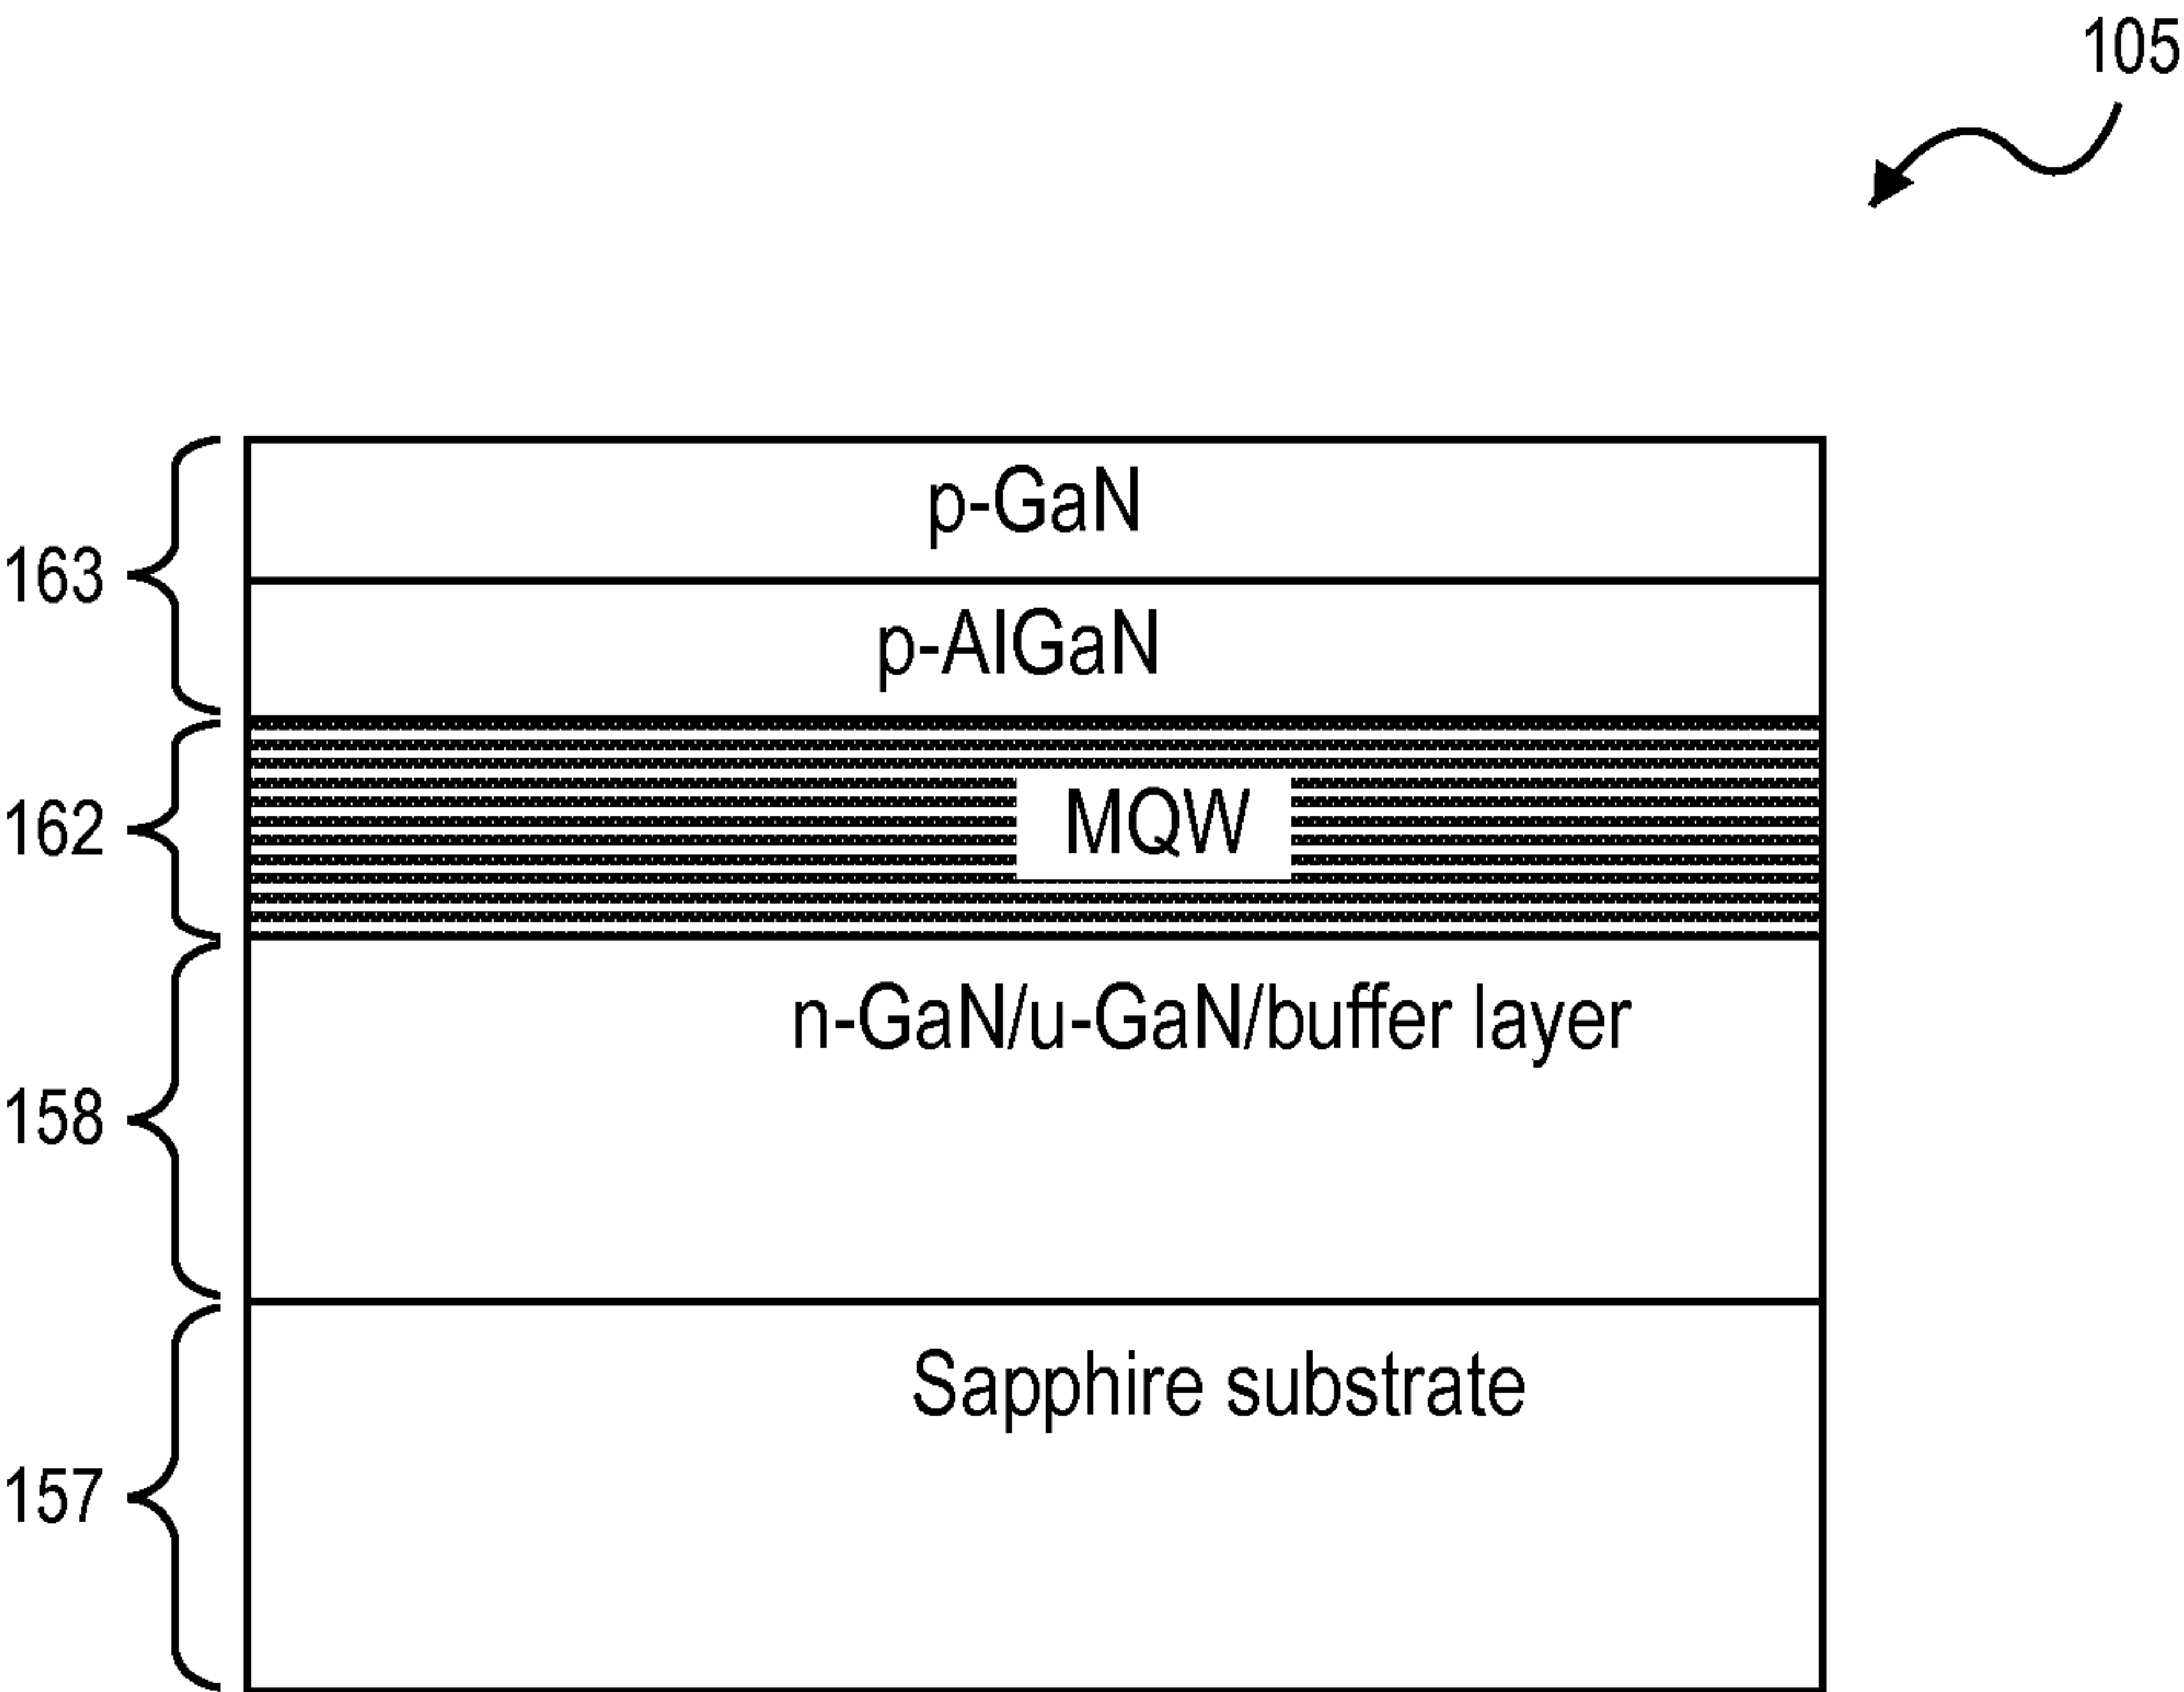 105
p-GaN
163
p-AlGaN
162
MQW
n-GaN/u-GaN/buffer layer
158
Sapphire substrate
157